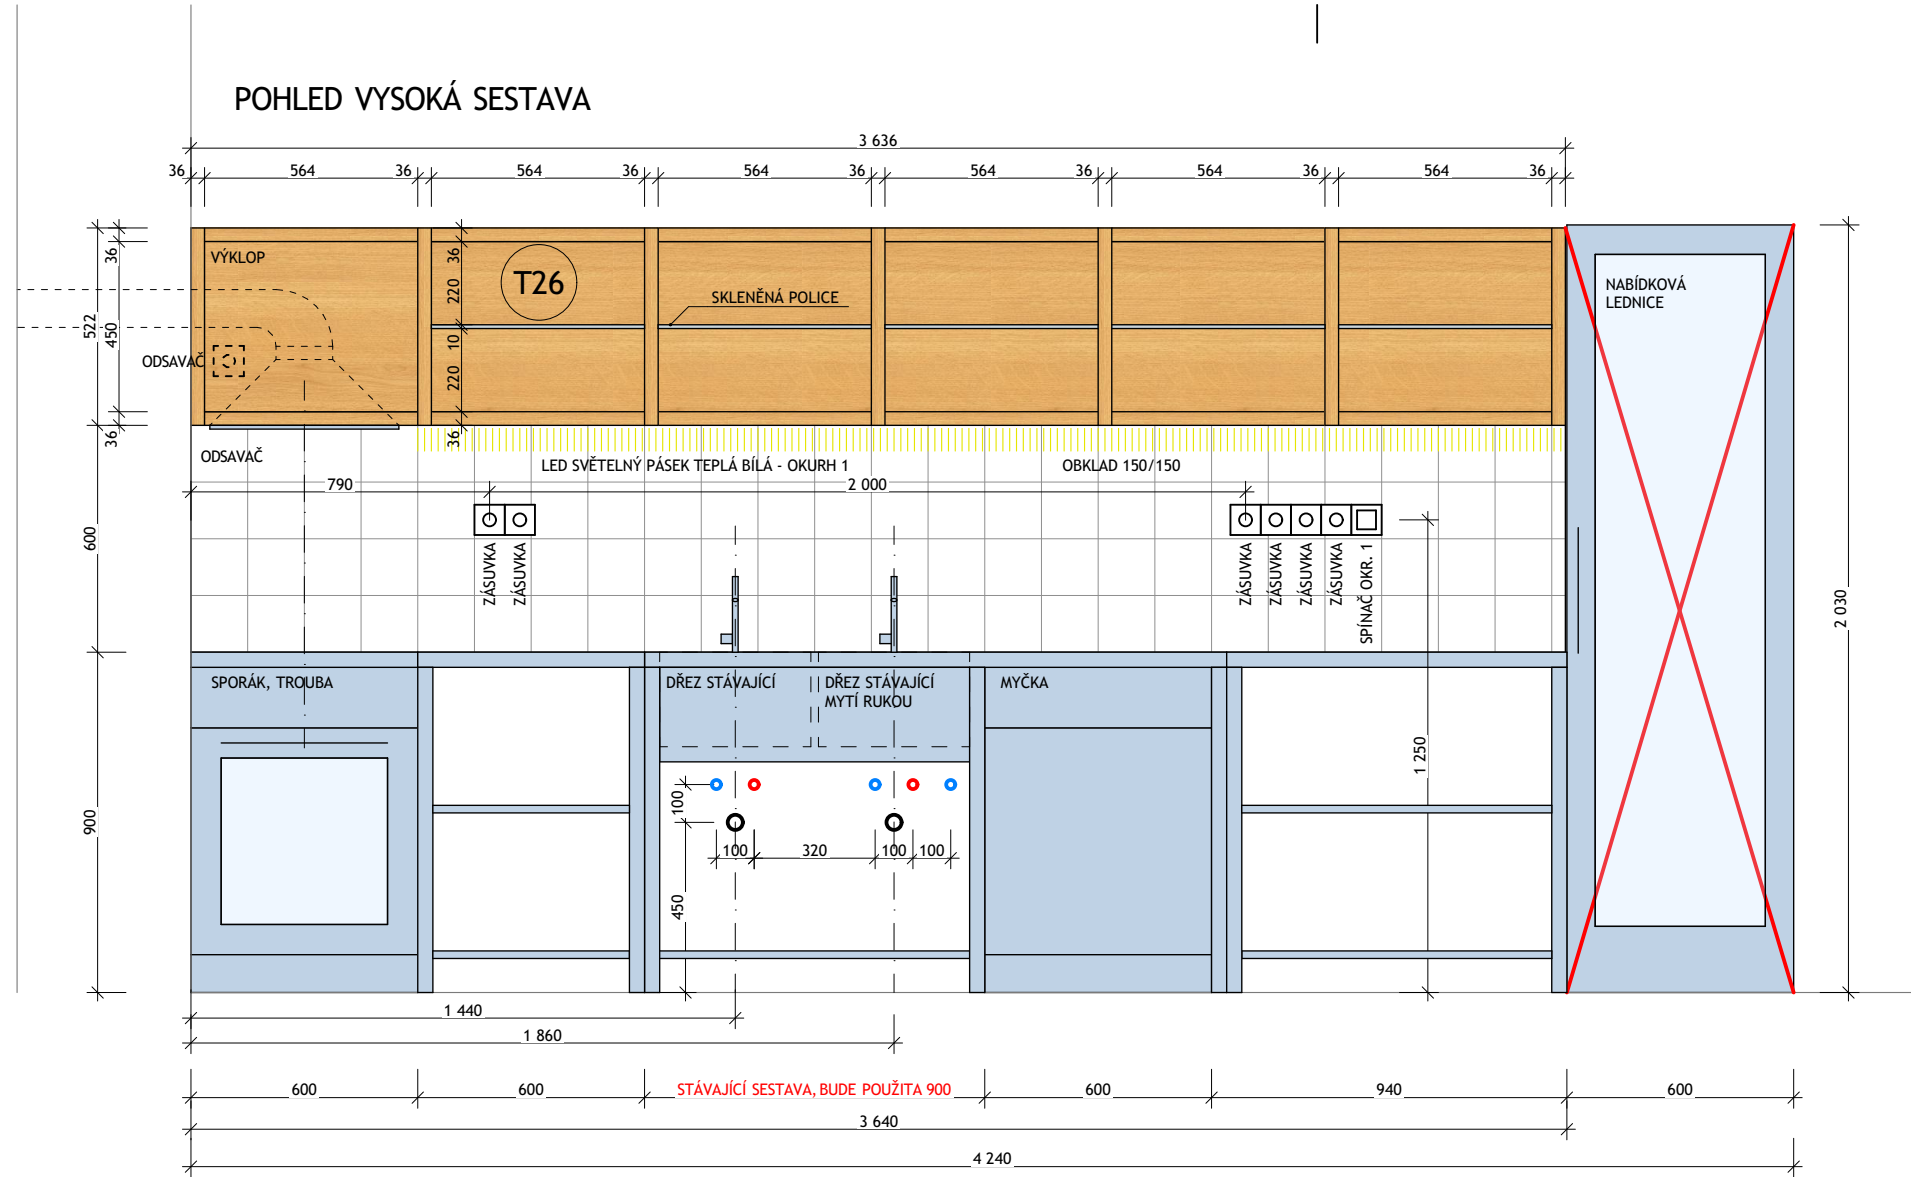 POHLED VYSOKÁ SESTAVA
3 636
36 564 36 564 36 564 36 564 36 564 36 564 36
VÝKLOP
T26
SKLENĚNÁ POLICE
NABÍDKOVÁ
LEDNICE
36
450
36
522
36
220
10
220
36
ODSAVAČ
ODSAVAČ
LED SVĚTELNÝ PÁSEK TEPLÁ BÍLÁ - OKURH 1
OBKLAD 150/150
790
2 000
600
ZÁSUVKA
ZÁSUVKA
ZÁSUVKA
ZÁSUVKA
ZÁSUVKA
ZÁSUVKA
SPÍNAČ OKR. 1
2 030
SPORÁK, TROUBA
DŘEZ STÁVAJÍCÍ
DŘEZ STÁVAJÍCÍ
MYTÍ RUKOU
MYČKA
1 250
900
100
450
100 320 100 100
1 440
1 860
600 600 STÁVAJÍCÍ SESTAVA, BUDE POUŽITA 900 600 940 600
3 640
4 240